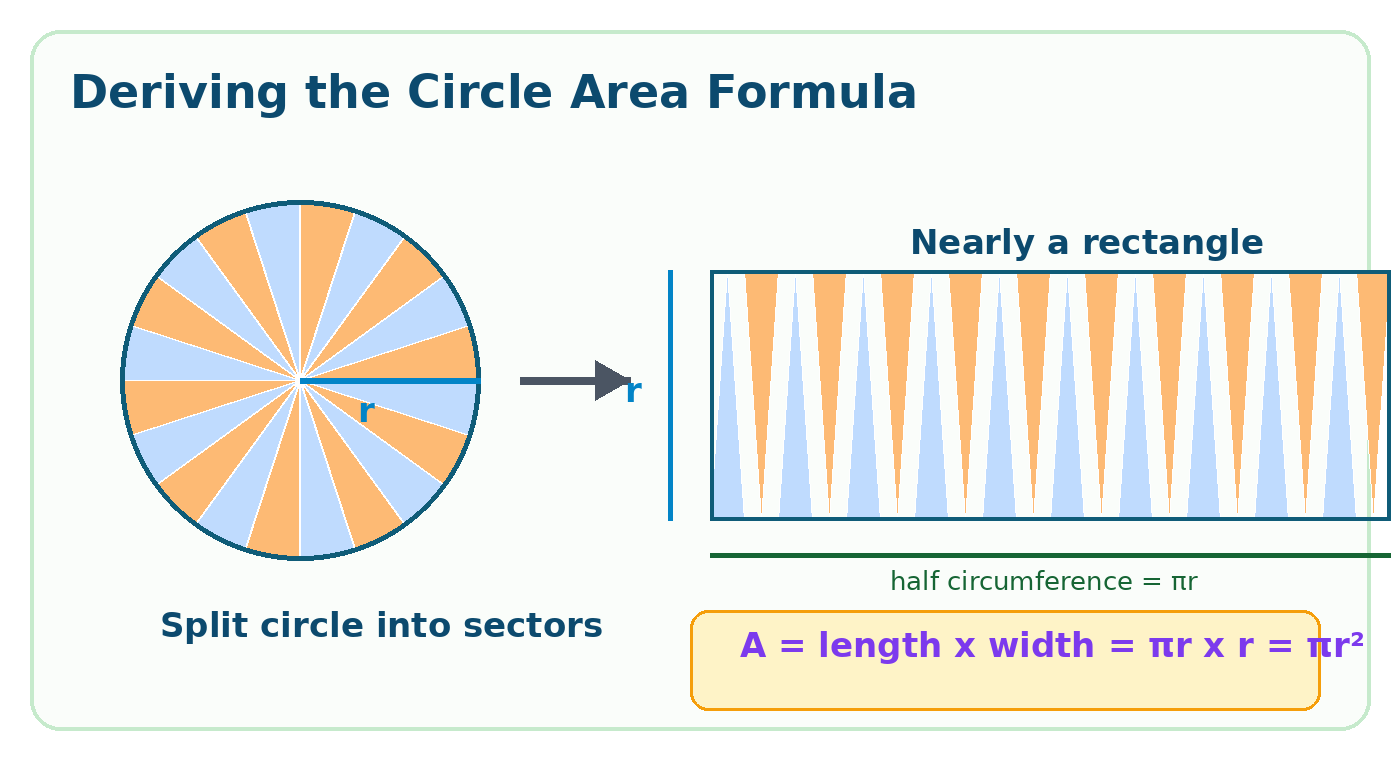 Deriving the Circle Area Formula
Nearly a rectangle
r
r
half circumference = πr
Split circle into sectors
A = length x width = πr x r = πr²